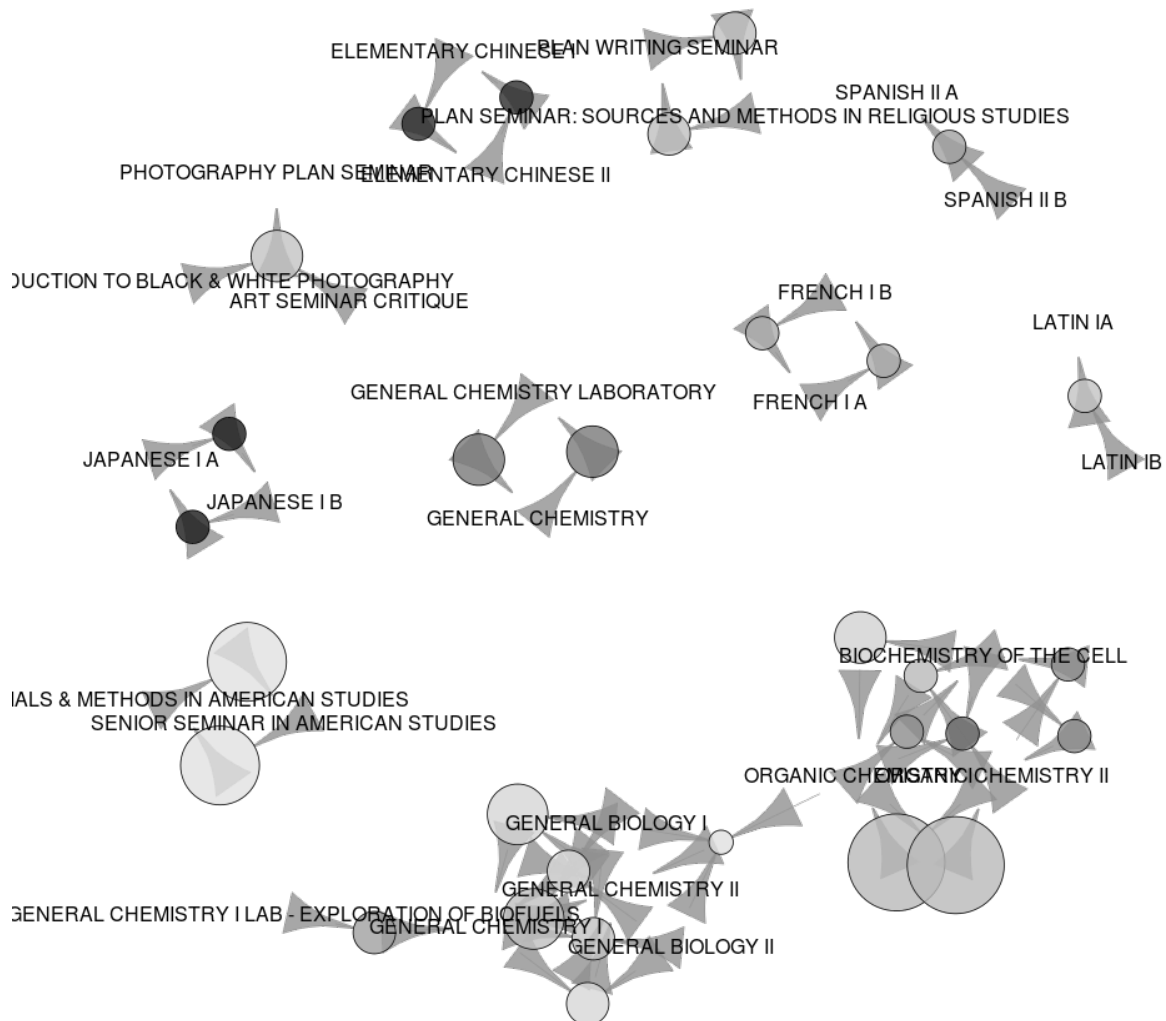 ELEMENTARY CHINESE I
PLAN WRITING SEMINAR
SPANISH II A
PLAN SEMINAR: SOURCES AND METHODS IN RELIGIOUS STUDIES
PHOTOGRAPHY PLAN SEMINAR
ELEMENTARY CHINESE II
SPANISH II B
DUCTION TO BLACK & WHITE PHOTOGRAPHY
ART SEMINAR CRITIQUE
FRENCH I B
LATIN IA
GENERAL CHEMISTRY LABORATORY
FRENCH I A
JAPANESE I A
LATIN IB
JAPANESE I B
GENERAL CHEMISTRY
BIOCHEMISTRY OF THE CELL
IALS & METHODS IN AMERICAN STUDIES
SENIOR SEMINAR IN AMERICAN STUDIES
ORGANIC CHEMISTRY I
ORGANIC CHEMISTRY II
GENERAL BIOLOGY I
GENERAL CHEMISTRY II
GENERAL CHEMISTRY I LAB - EXPLORATION OF BIOFUELS
GENERAL CHEMISTRY I
GENERAL BIOLOGY II